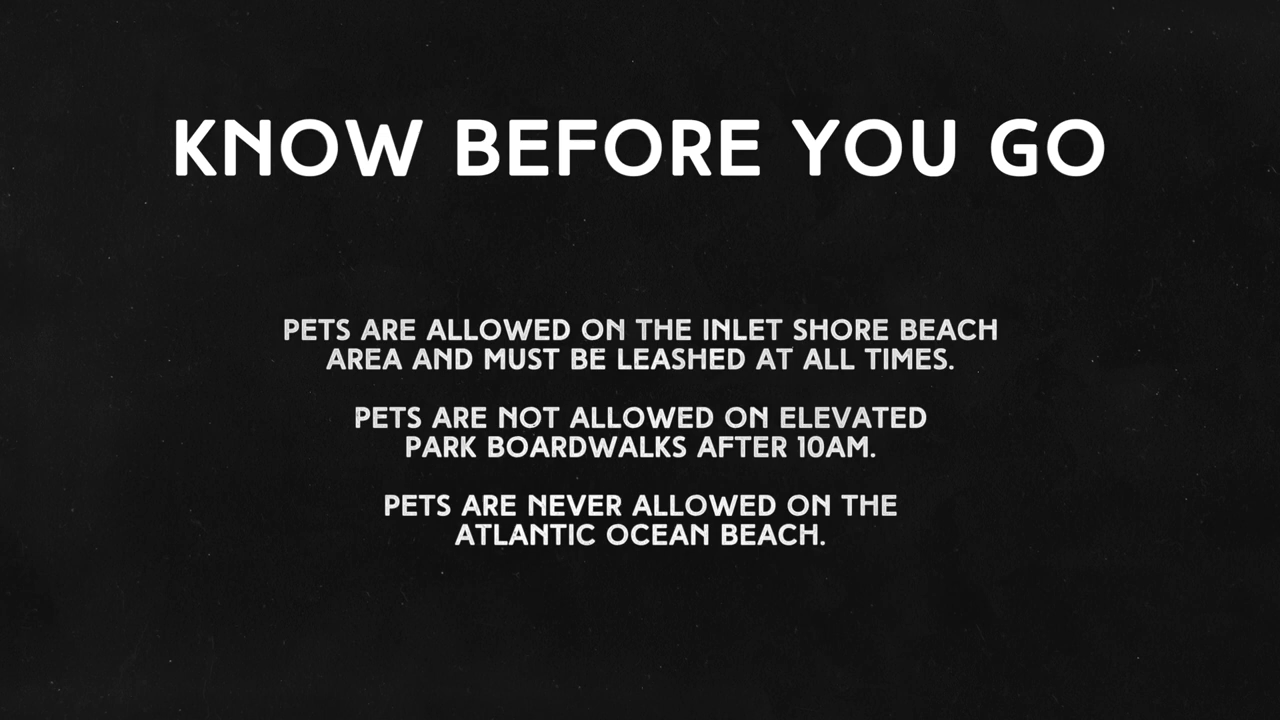 KNOW BEFORE YOU GO
PETS ARE ALLOWED ON THE INLET SHORE BEACH
AREA AND MUST BE LEASHED AT ALL TIMES.
PETS ARE NOT ALLOWED ON ELEVATED
PARK BOARDWALKS AFTER 10AM.
PETS ARE NEVER ALLOWED ON THE
ATLANTIC OCEAN BEACH.